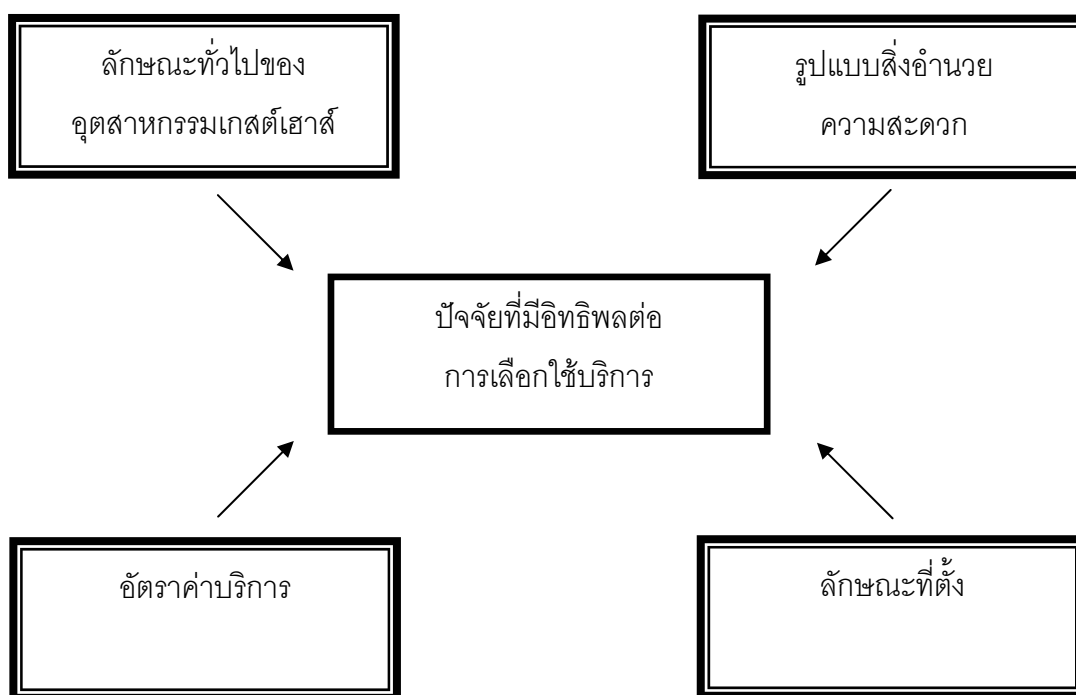 ลักษณะทั่วไปของ
อุตสาหกรรมเกสต์เฮาส์
รูปแบบสิ่งอำนวย
ความสะดวก
ปัจจัยที่มีอิทธิพลต่อ
การเลือกใช้บริการ
อัตราค่าบริการ
ลักษณะที่ตั้ง